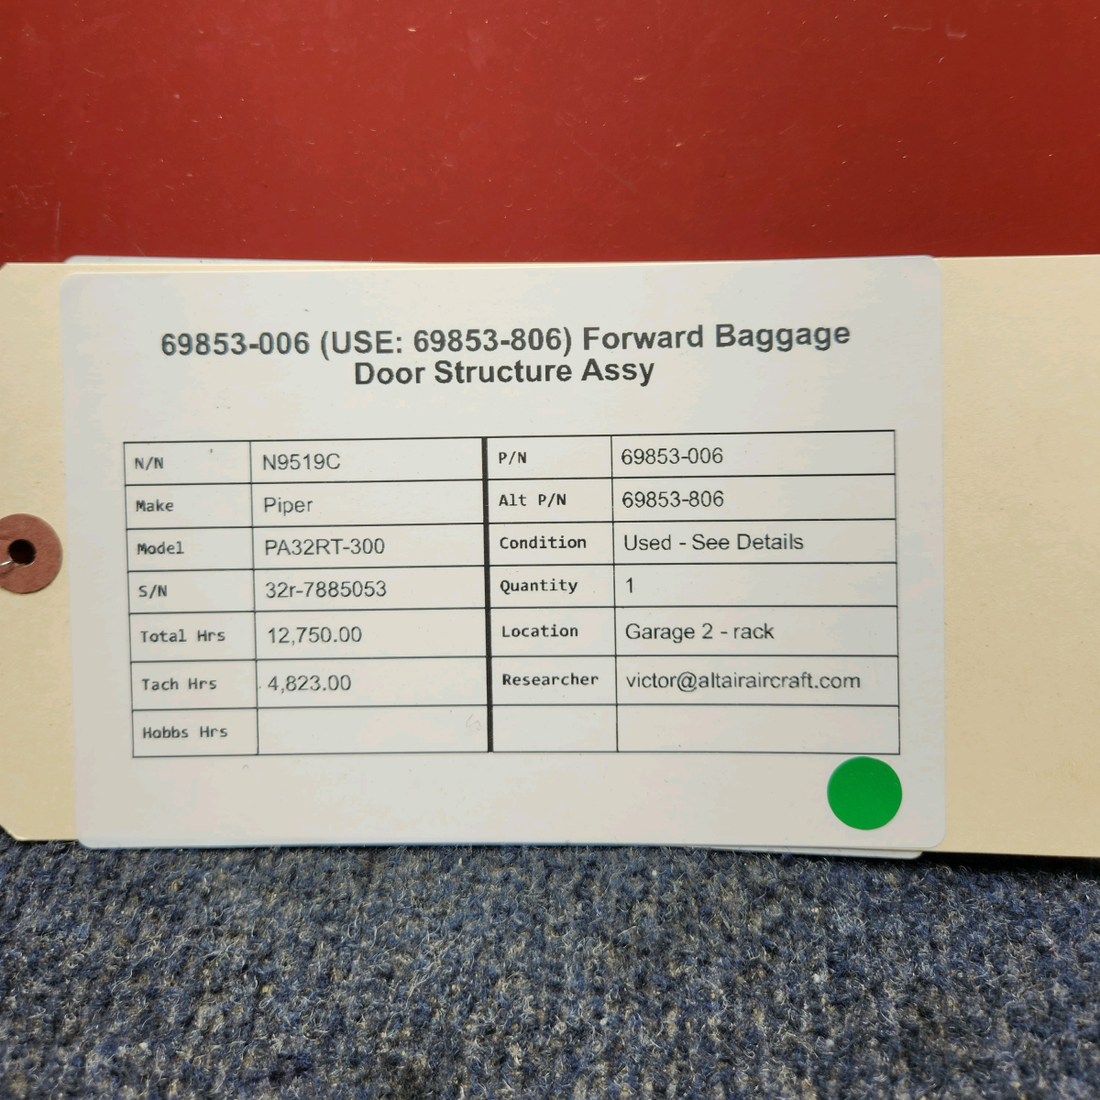 69853-006 (USE: 69853-806) Forward Baggage
Door Structure Assy
N/N N9519C P/N 69853-006
Make Piper Alt P/N 69853-806
Model PA32RT-300 Condition Used - See Details
S/N 32r-7885053 Quantity 1
Total Hrs 12,750.00 Location Garage 2 - rack
Tach Hrs 4,823.00 Researcher victor@altairaircraft.com
Hobbs Hrs